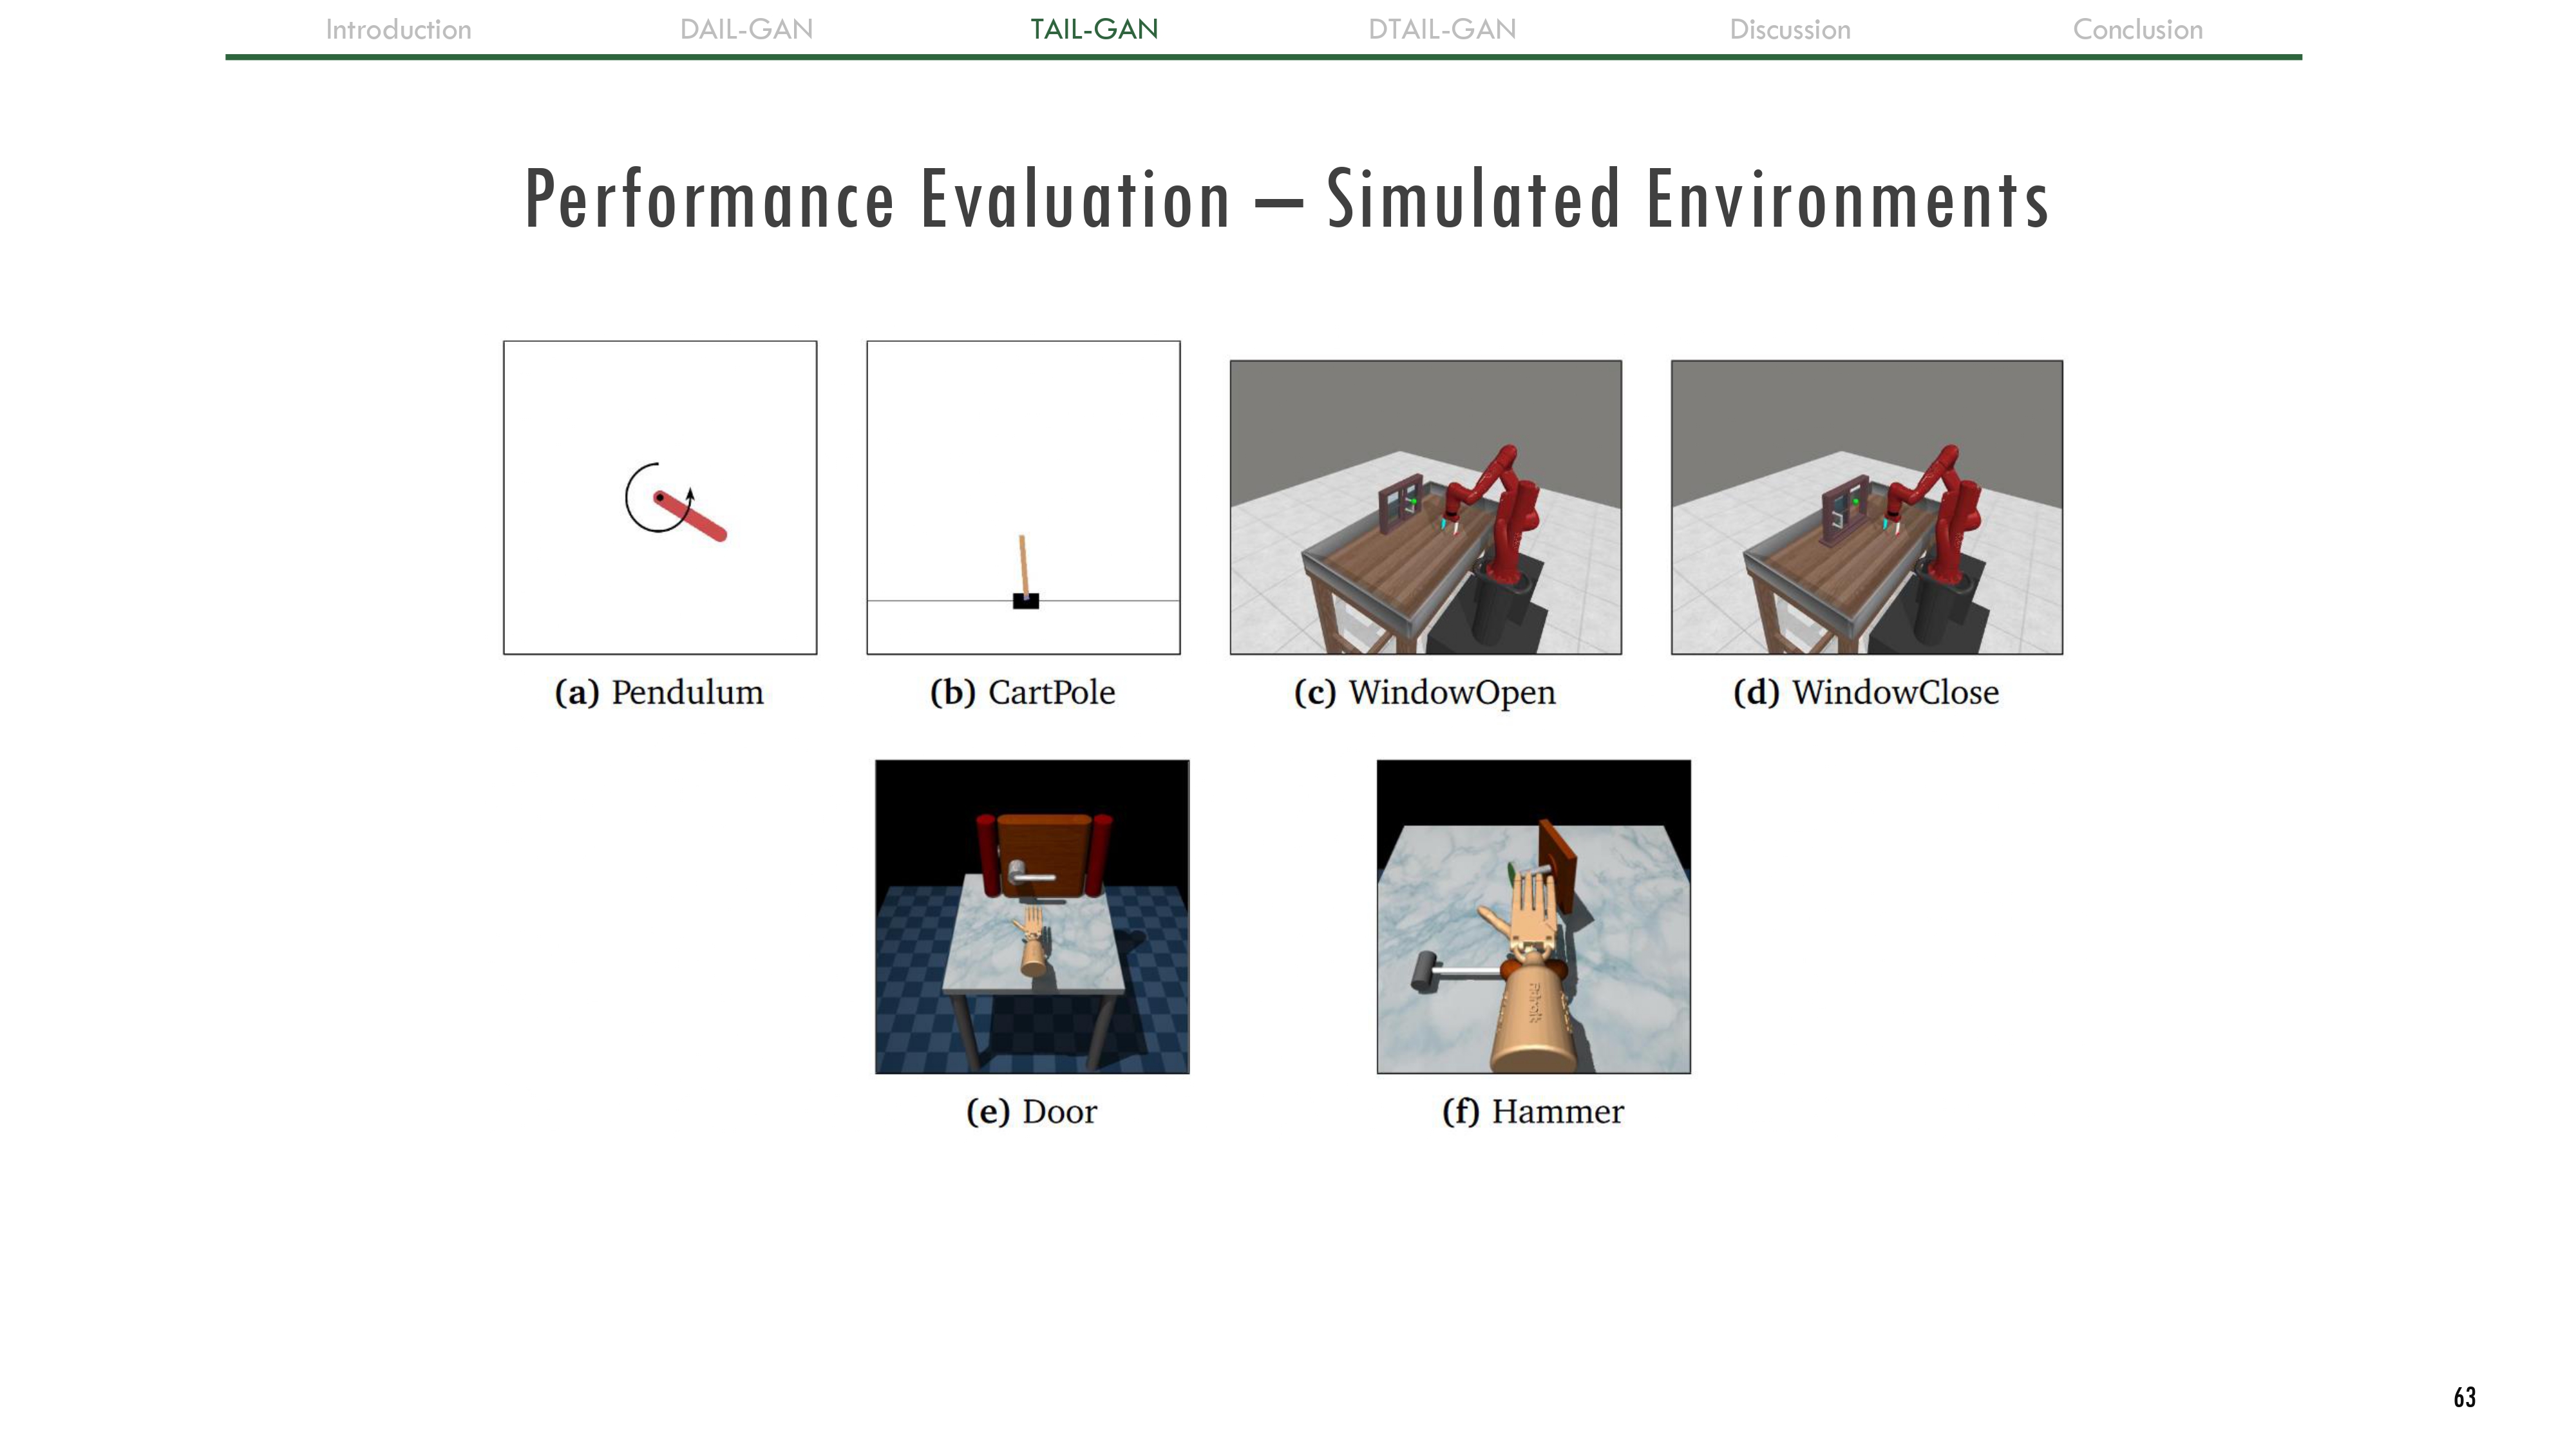 Introduction DAIL-GAN TAIL-GAN DTAIL-GAN Discussion Conclusion
Performance Evaluation – Simulated Environments
(a) Pendulum (b) CartPole (c) WindowOpen (d) WindowClose
(e) Door (f) Hammer
63